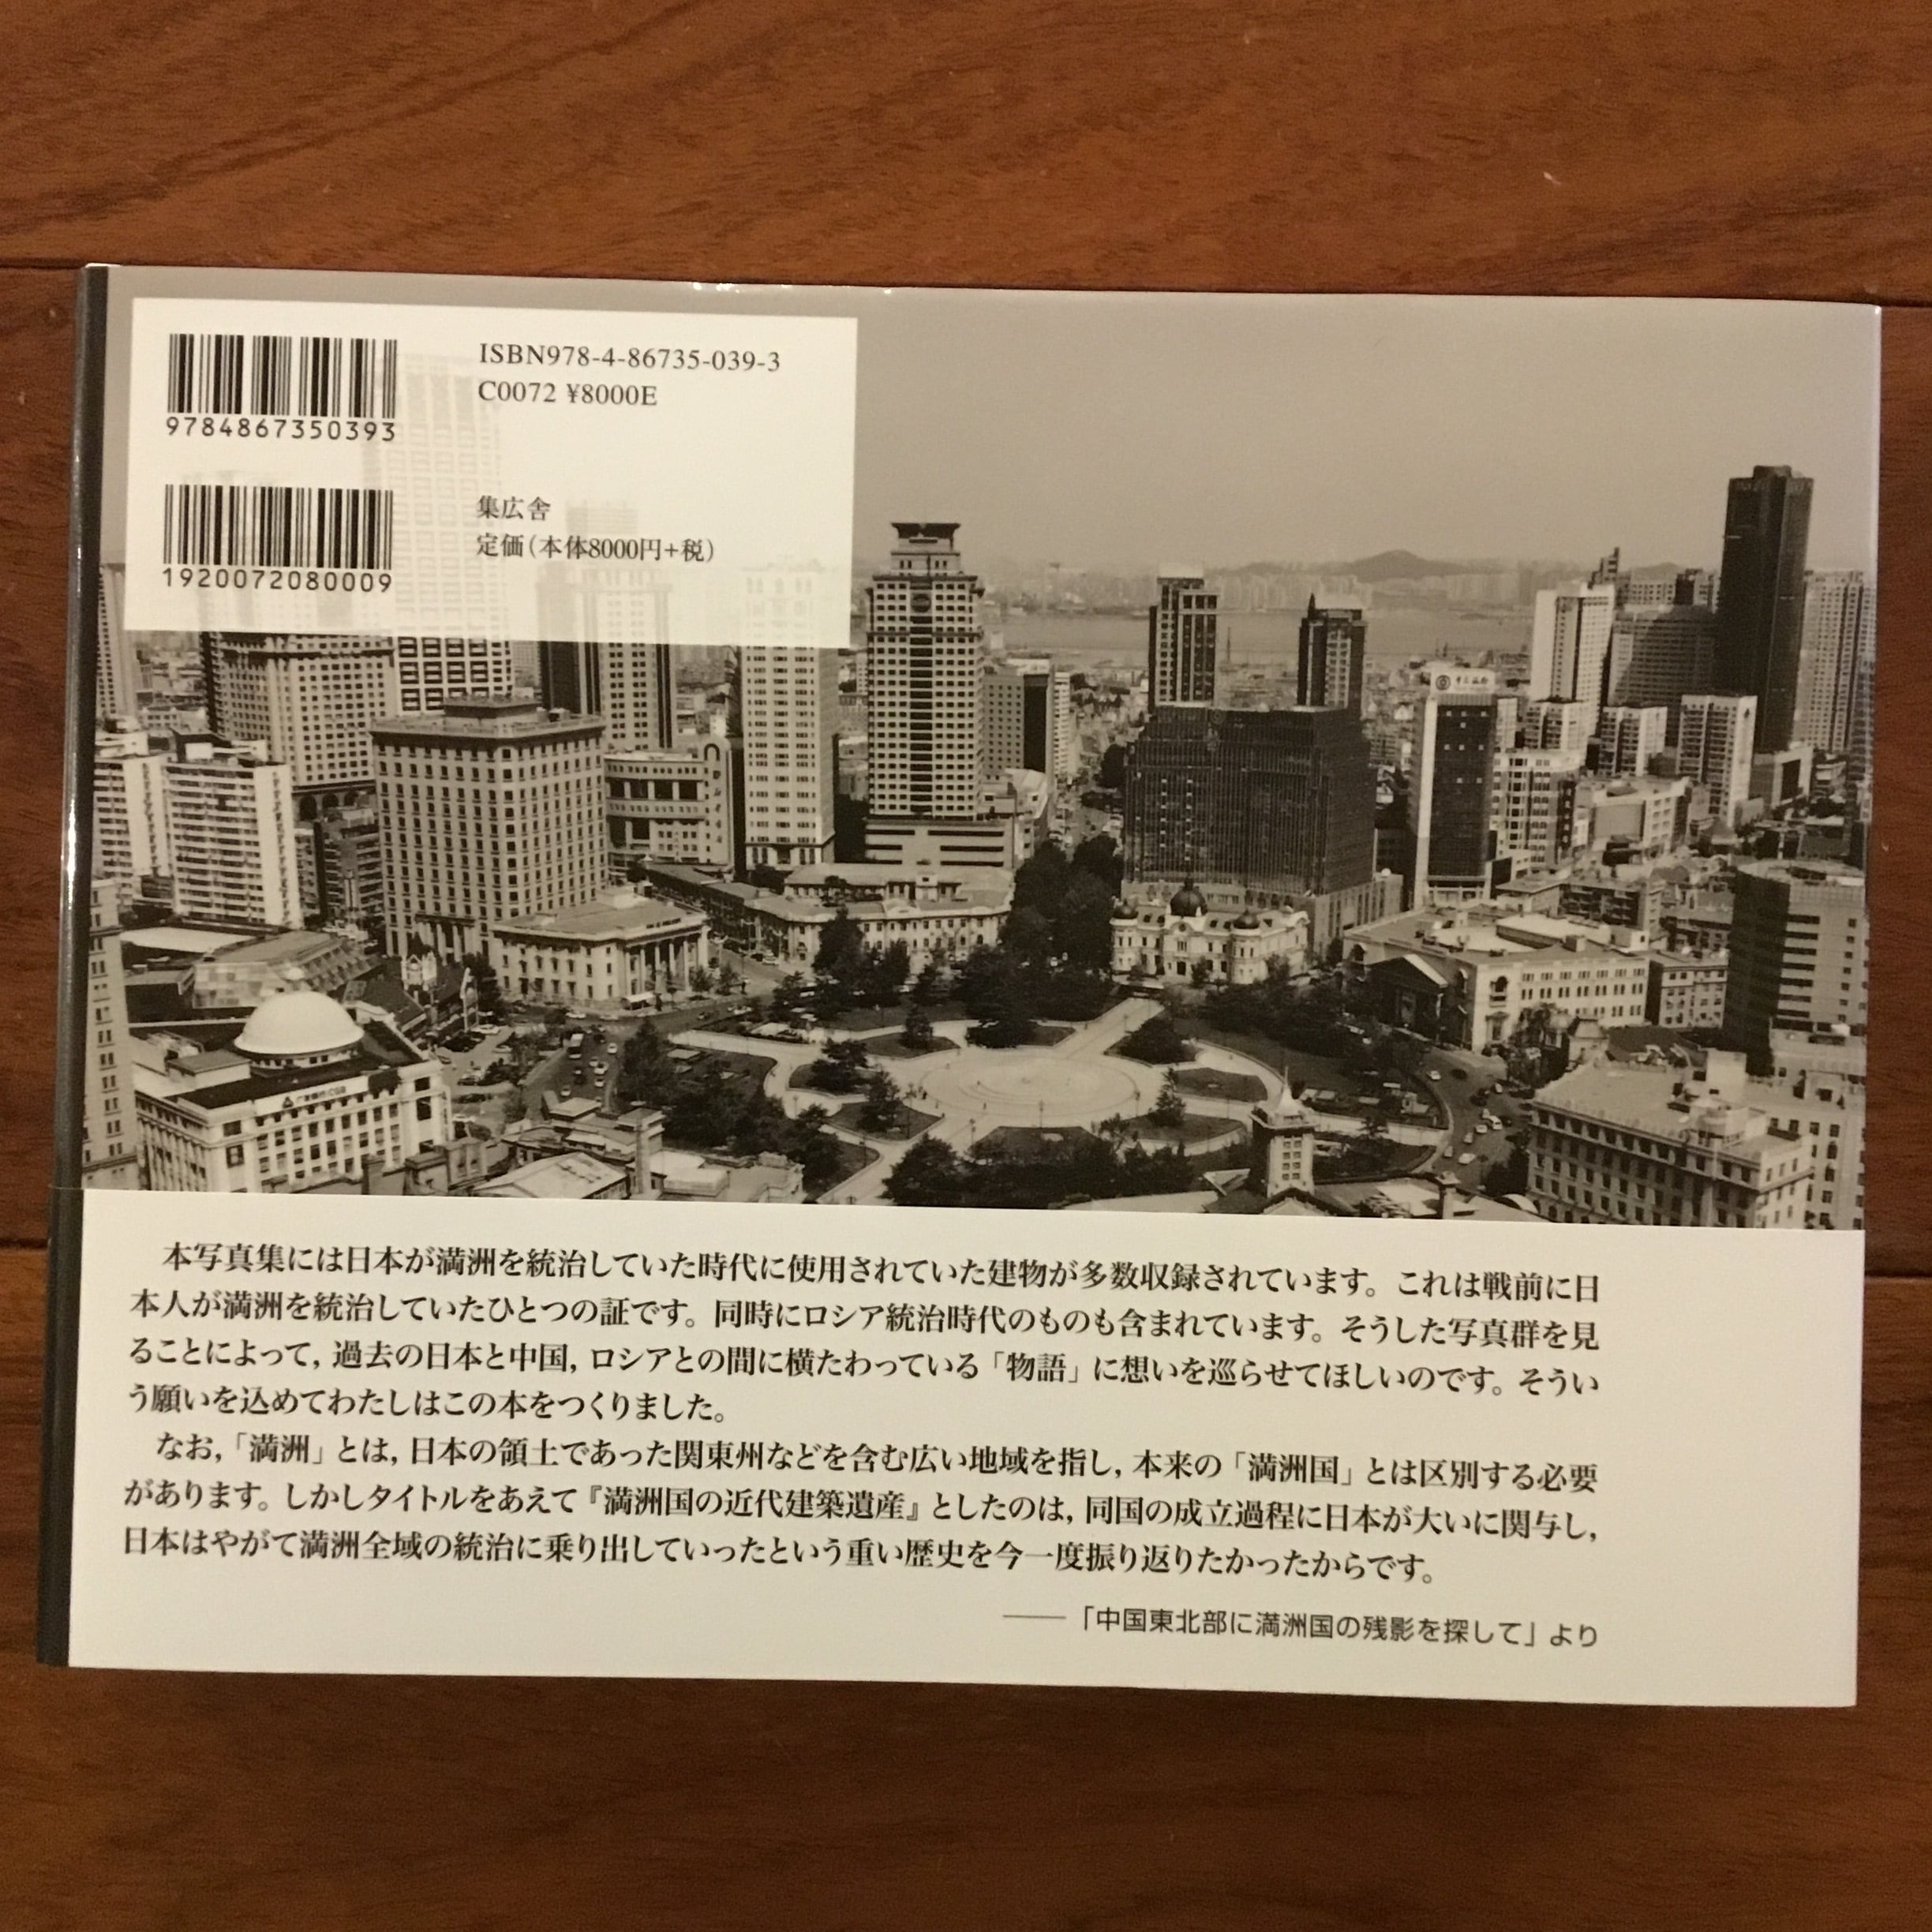 ISBN978-4-86735-039-3
C0072 ¥8000E
9784867350393
集広舎
定価（本体8000円+税）
1920072080009
本写真集には日本が満洲を統治していた時代に使用されていた建物が多数収録されています。これは戦前に日
本人が満洲を統治していたひとつの証です。同時にロシア統治時代のものも含まれています。そうした写真群を見
ることによって，過去の日本と中国，ロシアとの間に横たわっている「物語」に想いを巡らせてほしいのです。そうい
う願いを込めてわたしはこの本をつくりました。
なお，「満洲」とは，日本の領土であった関東州などを含む広い地域を指し，本来の「満洲国」とは区別する必要
があります。しかしタイトルをあえて『満洲国の近代建築遺産』としたのは，同国の成立過程に日本が大いに関与し，
日本はやがて満洲全域の統治に乗り出していったという重い歴史を今一度振り返りたかったからです。
――「中国東北部に満洲国の残影を探して」より